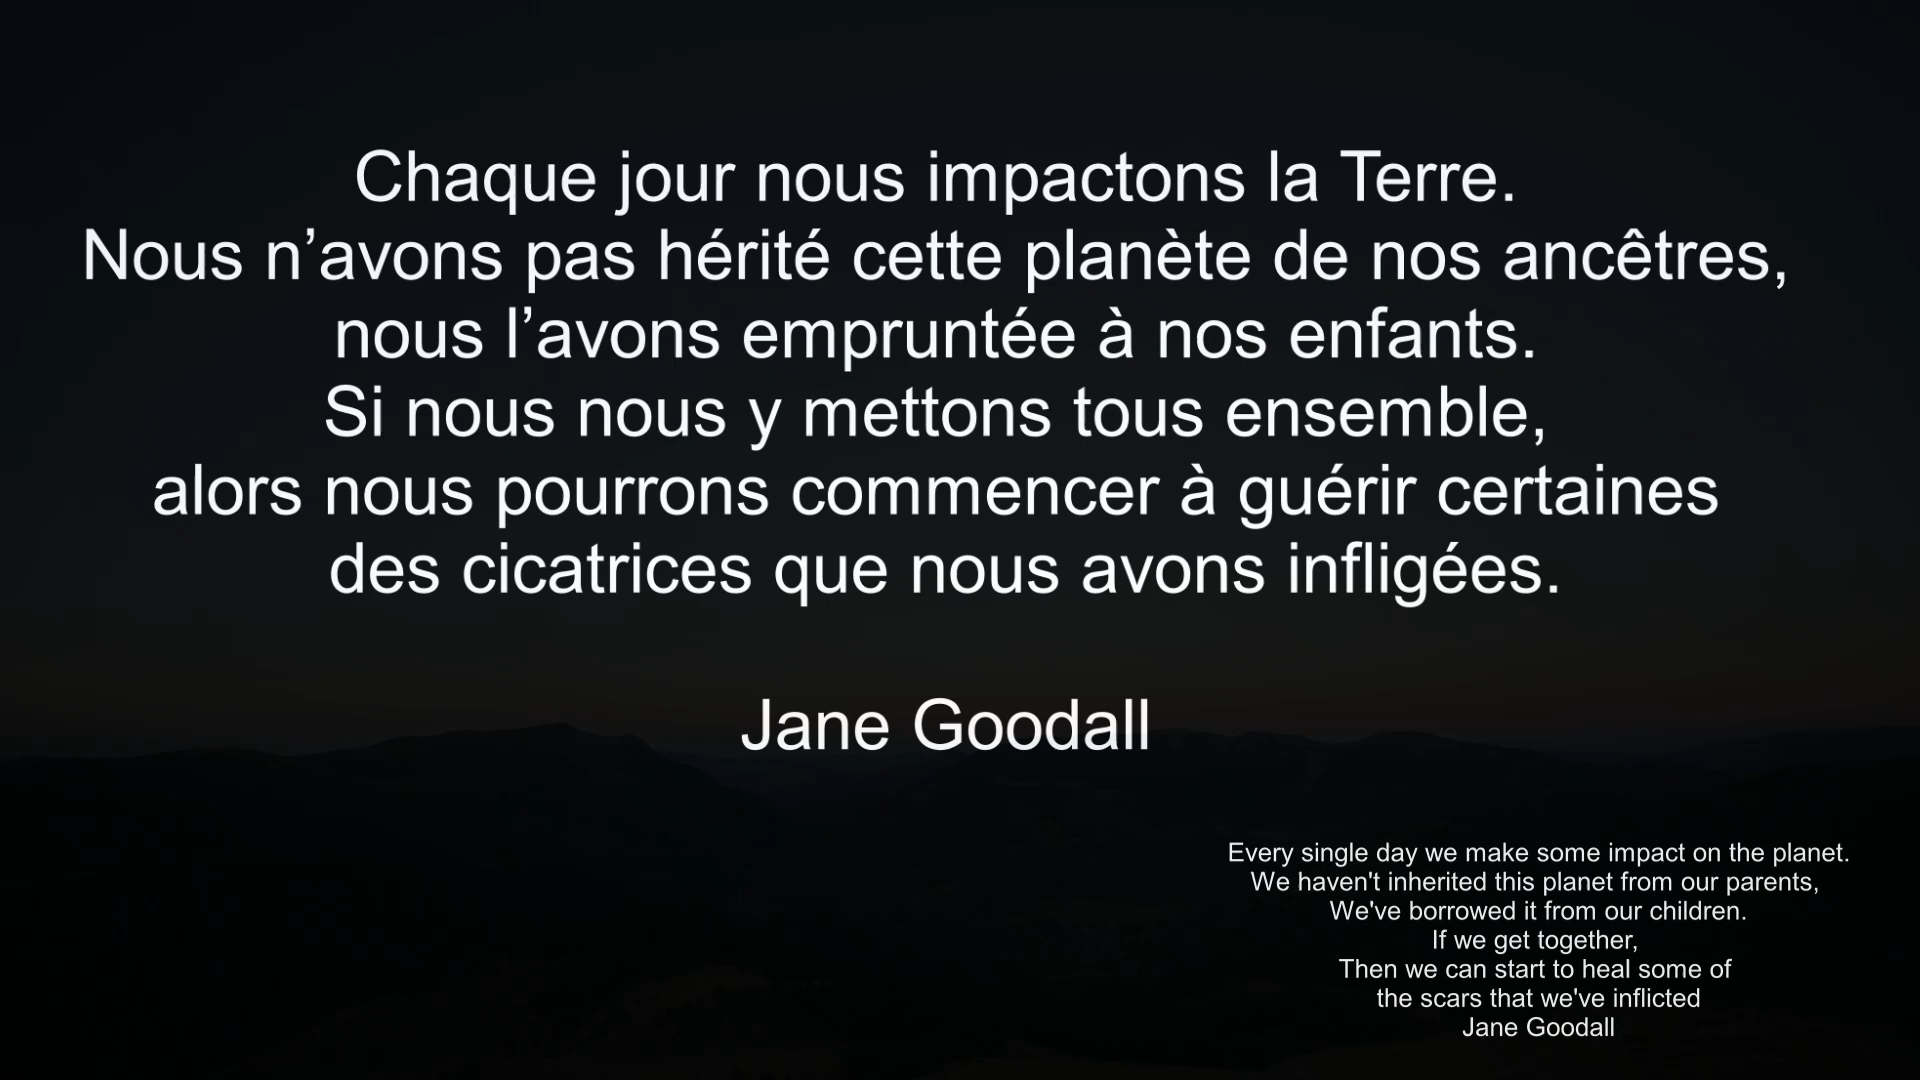 Chaque jour nous impactons la Terre.
Nous n’avons pas hérité cette planète de nos ancêtres,
nous l’avons empruntée à nos enfants.
Si nous nous y mettons tous ensemble,
alors nous pourrons commencer à guérir certaines
des cicatrices que nous avons infligées.
Jane Goodall
Every single day we make some impact on the planet.
We haven't inherited this planet from our parents,
We've borrowed it from our children.
If we get together,
Then we can start to heal some of
the scars that we've inflicted
Jane Goodall